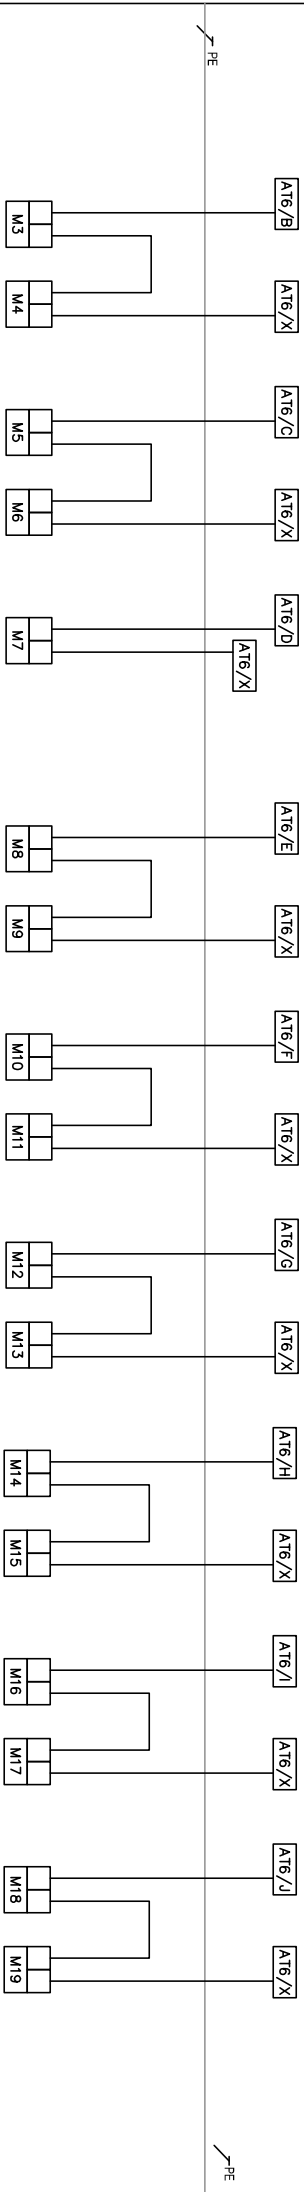 PE
AT6/B
M3
AT6/X
M4
AT6/C
M5
AT6/X
M6
AT6/D
AT6/X
M7
AT6/E
M8
AT6/X
M9
AT6/F
M10
AT6/X
M11
AT6/G
M12
AT6/X
M13
AT6/H
M14
AT6/X
M15
AT6/I
M16
AT6/X
M17
AT6/J
M18
AT6/X
M19
PE